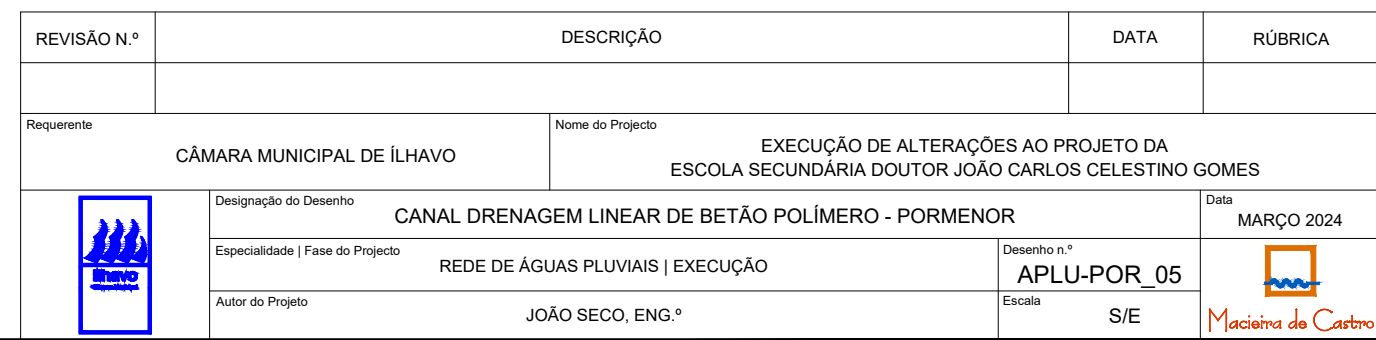 REVISÃO N.º
DESCRIÇÃO
DATA
RÚBRICA
Requerente
CÂMARA MUNICIPAL DE ÍLHAVO
Nome do Projecto
EXECUÇÃO DE ALTERAÇÕES AO PROJETO DA
ESCOLA SECUNDÁRIA DOUTOR JOÃO CARLOS CELESTINO GOMES
ílhavo
Designação do Desenho
CANAL DRENAGEM LINEAR DE BETÃO POLÍMERO - PORMENOR
Data
MARÇO 2024
Especialidade | Fase do Projecto
REDE DE ÁGUAS PLUVIAIS | EXECUÇÃO
Desenho n.º
APLU-POR_05
Autor do Projeto
JOÃO SECO, ENG.º
Escala
S/E
Macieira de Castro